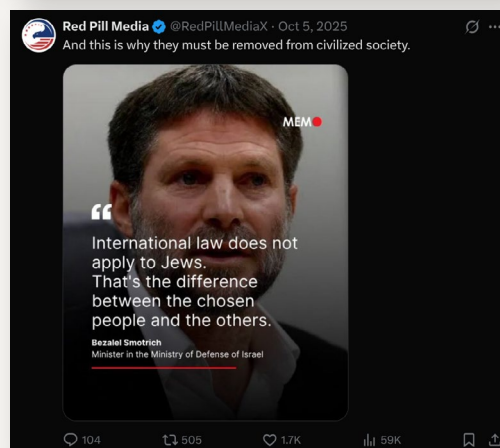 Red Pill Media @RedPillMediaX · Oct 5, 2025
And this is why they must be removed from civilized society.
MEMO
“
International law does not
apply to Jews.
That's the difference
between the chosen
people and the others.
Bezalel Smotrich
Minister in the Ministry of Defense of Israel
104 505 1.7K 59K